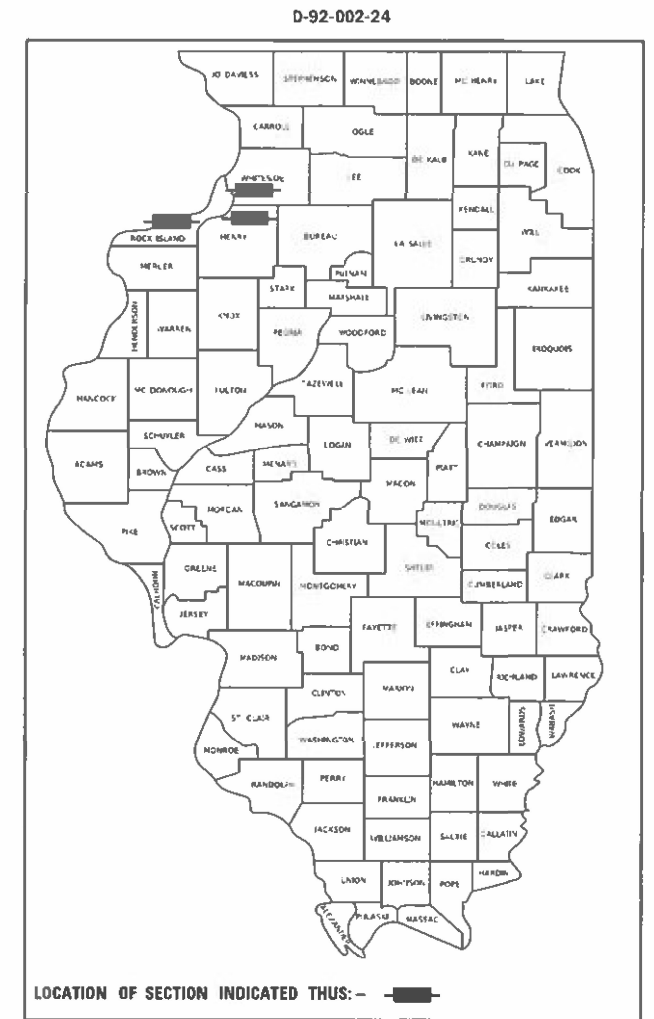 D-92-002-24
JO DAVIESS STEPHENSON WINNEBAGO BOONE MC HENRY LAKE
CARROLL OGLE
WHITESIDE LEE DE KALB KANE DU PAGE COOK
ROCK ISLAND HENRY BUREAU LA SALLE KENDALL GRUNDY WILL
MERCER STARK PUTNAM KANKAKEE
HENDERSON WARREN KNOX PEORIA MARSHALL WOODFORD LIVINGSTON IROQUOIS
HANCOCK MC DONOUGH FULTON TAZEWELL MC LEAN FORD
SCHUYLER MASON LOGAN DE WITT CHAMPAIGN VERMILION
ADAMS BROWN CASS MENARD MACON PIATT
PIKE SCOTT MORGAN SANGAMON CHRISTIAN MOULTRIE DOUGLAS EDGAR
CALHOUN GREENE MACOUPIN MONTGOMERY SHELBY COLES CUMBERLAND CLARK
JERSEY FAYETTE EFFINGHAM JASPER CRAWFORD
MADISON BOND CLAY RICHLAND LAWRENCE
ST. CLAIR CLINTON MARION
MONROE WASHINGTON JEFFERSON WAYNE EDWARDS WABASH
RANDOLPH PERRY FRANKLIN HAMILTON WHITE
JACKSON WILLIAMSON SALINE GALLATIN
UNION JOHNSON POPE HARDIN
ALEXANDER PULASKI MASSAC
LOCATION OF SECTION INDICATED THUS:-